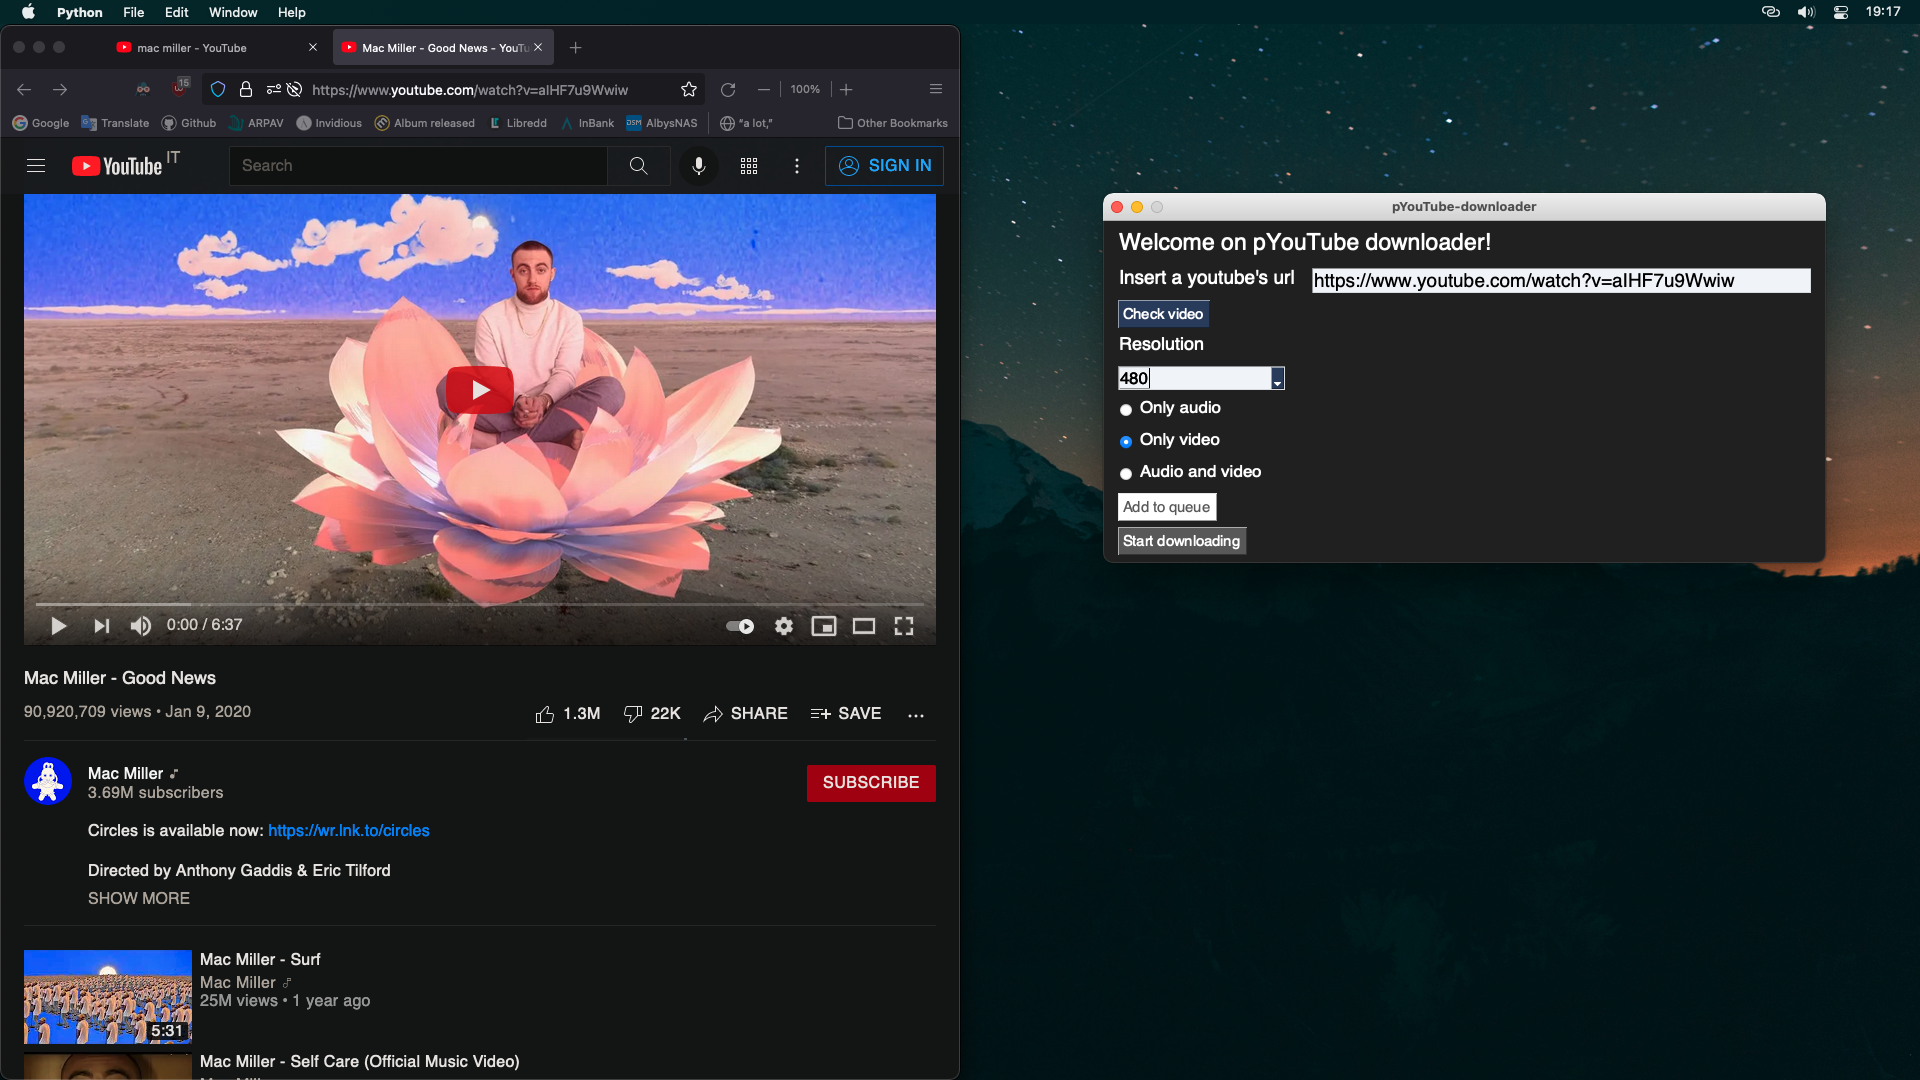 Python File Edit Window Help
19:17
mac miller - YouTube
Mac Miller - Good News - YouTu
15
https://www.youtube.com/watch?v=aIHF7u9Wwiw
100%
Google Translate Github ARPAV Invidious Album released Libredd InBank DSM AlbysNAS "a lot," Other Bookmarks
YouTube IT
Search
SIGN IN
0:00 / 6:37
Mac Miller - Good News
90,920,709 views • Jan 9, 2020
1.3M 22K SHARE SAVE
Mac Miller
3.69M subscribers
SUBSCRIBE
Circles is available now: https://wr.lnk.to/circles
Directed by Anthony Gaddis & Eric Tilford
SHOW MORE
5:31
Mac Miller - Surf
Mac Miller
25M views • 1 year ago
Mac Miller - Self Care (Official Music Video)
pYouTube-downloader
Welcome on pYouTube downloader!
Insert a youtube's url https://www.youtube.com/watch?v=aIHF7u9Wwiw
Check video
Resolution
480
Only audio
Only video
Audio and video
Add to queue
Start downloading